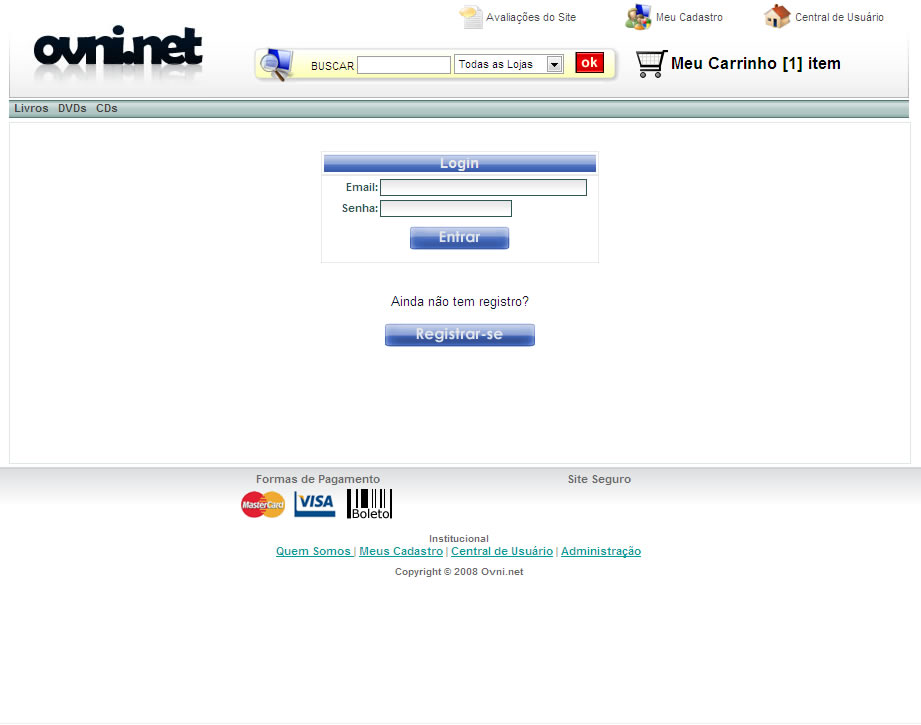 Avaliações do Site Meu Cadastro Central de Usuário
ovni.net
BUSCAR Todas as Lojas ok Meu Carrinho [1] item
Livros DVDs CDs
Login
Email:
Senha:
Entrar
Ainda não tem registro?
Registrar-se
Formas de Pagamento Site Seguro
MasterCard VISA Boleto
Institucional
Quem Somos | Meus Cadastro | Central de Usuário | Administração
Copyright © 2008 Ovni.net